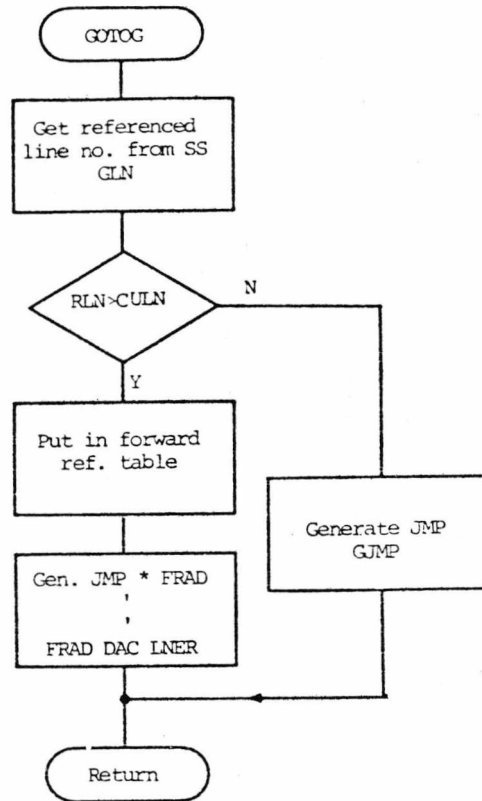 GOTOG
Get referenced
line no. from SS
GLN
RLN>CULN
N
Y
Put in forward
ref. table
Generate JMP
GJMP
Gen. JMP * FRAD
'
'
FRAD DAC LNER
Return